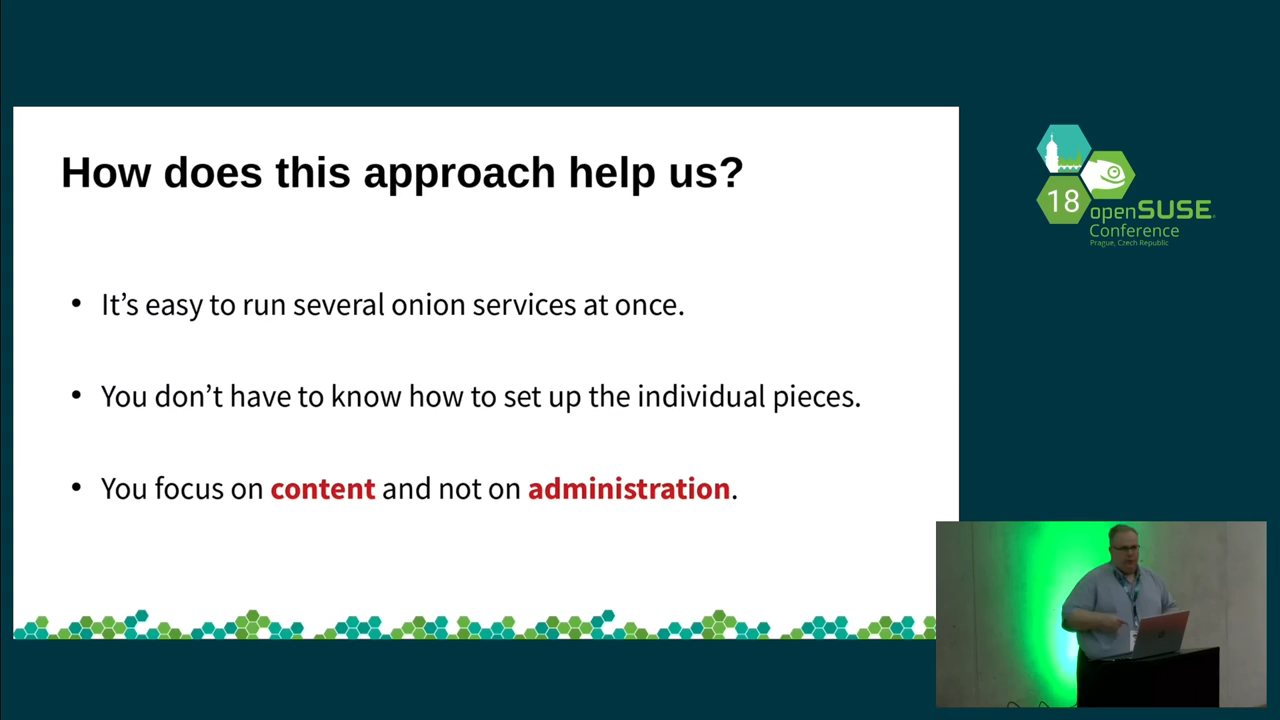 How does this approach help us?
• It’s easy to run several onion services at once.
• You don’t have to know how to set up the individual pieces.
• You focus on content and not on administration.
18
openSUSE
Conference
Prague, Czech Republic